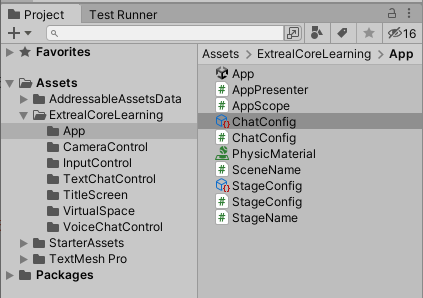 Project
Test Runner
16
Favorites
Assets
AddressableAssetsData
ExtrealCoreLearning
App
CameraControl
InputControl
TextChatControl
TitleScreen
VirtualSpace
VoiceChatControl
StarterAssets
TextMesh Pro
Packages
Assets > ExtrealCoreLearning > App
App
AppPresenter
AppScope
ChatConfig
ChatConfig
PhysicMaterial
SceneName
StageConfig
StageConfig
StageName